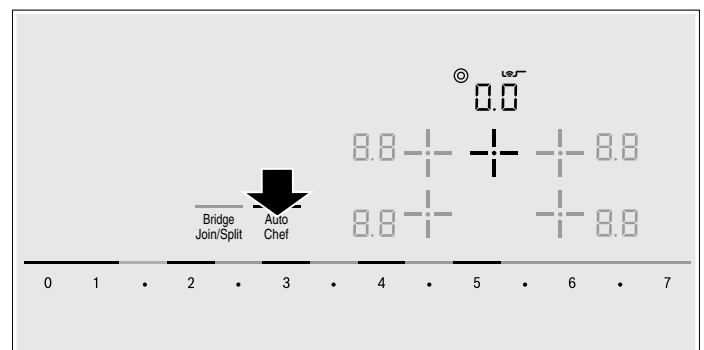 0.0
8.8 8.8
Bridge Auto
Join/Split Chef
8.8 8.8
0 1 • 2 • 3 • 4 • 5 • 6 • 7